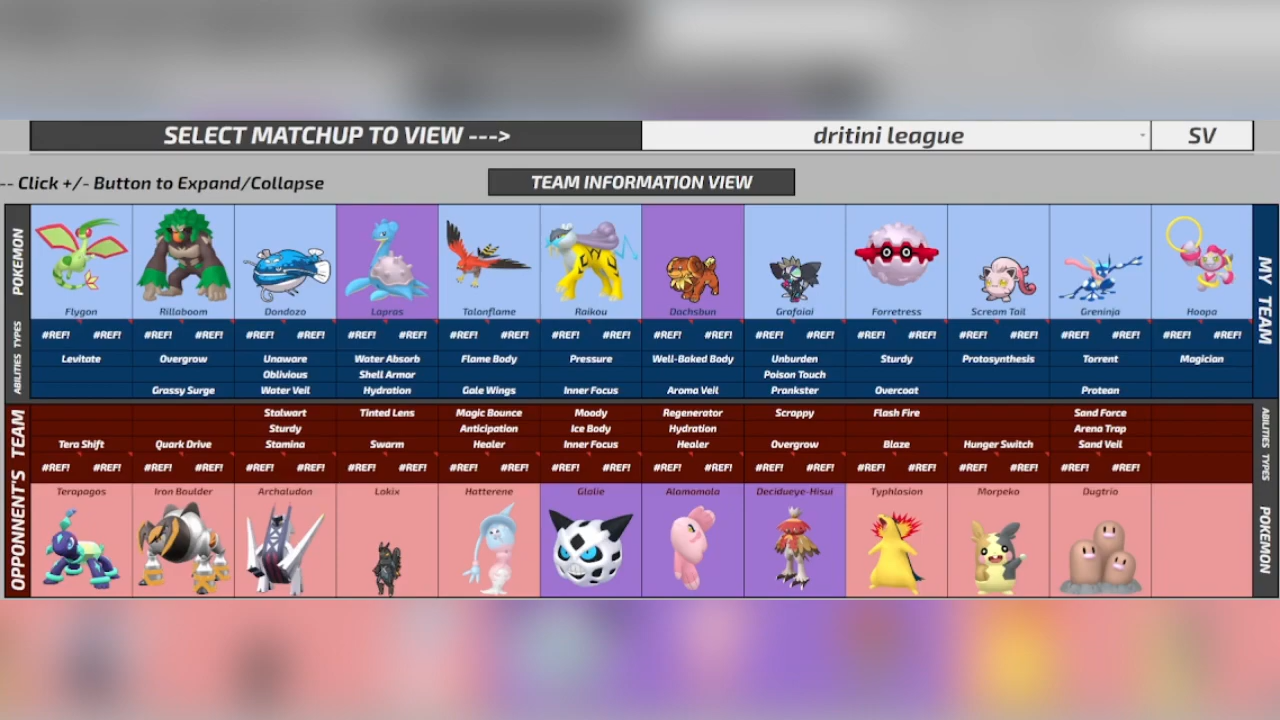 SELECT MATCHUP TO VIEW --->
dritini league
SV
-- Click +/- Button to Expand/Collapse
TEAM INFORMATION VIEW
POKEMON
MY TEAM
Flygon Rillaboom Dondozo Lapras Talonflame Raikou Dachsbun Grafaiai Forretress Scream Tail Greninja Hoopa
TYPES
#REF! #REF! #REF! #REF! #REF! #REF! #REF! #REF! #REF! #REF! #REF! #REF! #REF! #REF! #REF! #REF! #REF! #REF! #REF! #REF! #REF! #REF! #REF! #REF!
ABILITIES
Levitate Overgrow Unaware Water Absorb Flame Body Pressure Well-Baked Body Unburden Sturdy Protosynthesis Torrent Magician
Oblivious Shell Armor Poison Touch
Grassy Surge Water Veil Hydration Gale Wings Inner Focus Aroma Veil Prankster Overcoat Protean
OPPONNENT'S TEAM
ABILITIES
Stalwart Tinted Lens Magic Bounce Moody Regenerator Scrappy Flash Fire Sand Force
Sturdy Anticipation Ice Body Hydration Arena Trap
Tera Shift Quark Drive Stamina Swarm Healer Inner Focus Healer Overgrow Blaze Hunger Switch Sand Veil
TYPES
#REF! #REF! #REF! #REF! #REF! #REF! #REF! #REF! #REF! #REF! #REF! #REF! #REF! #REF! #REF! #REF! #REF! #REF! #REF! #REF! #REF! #REF!
Terapagos Iron Boulder Archaludon Lokix Hatterene Glalie Alomomola Decidueye-Hisui Typhlosion Morpeko Dugtrio
POKEMON